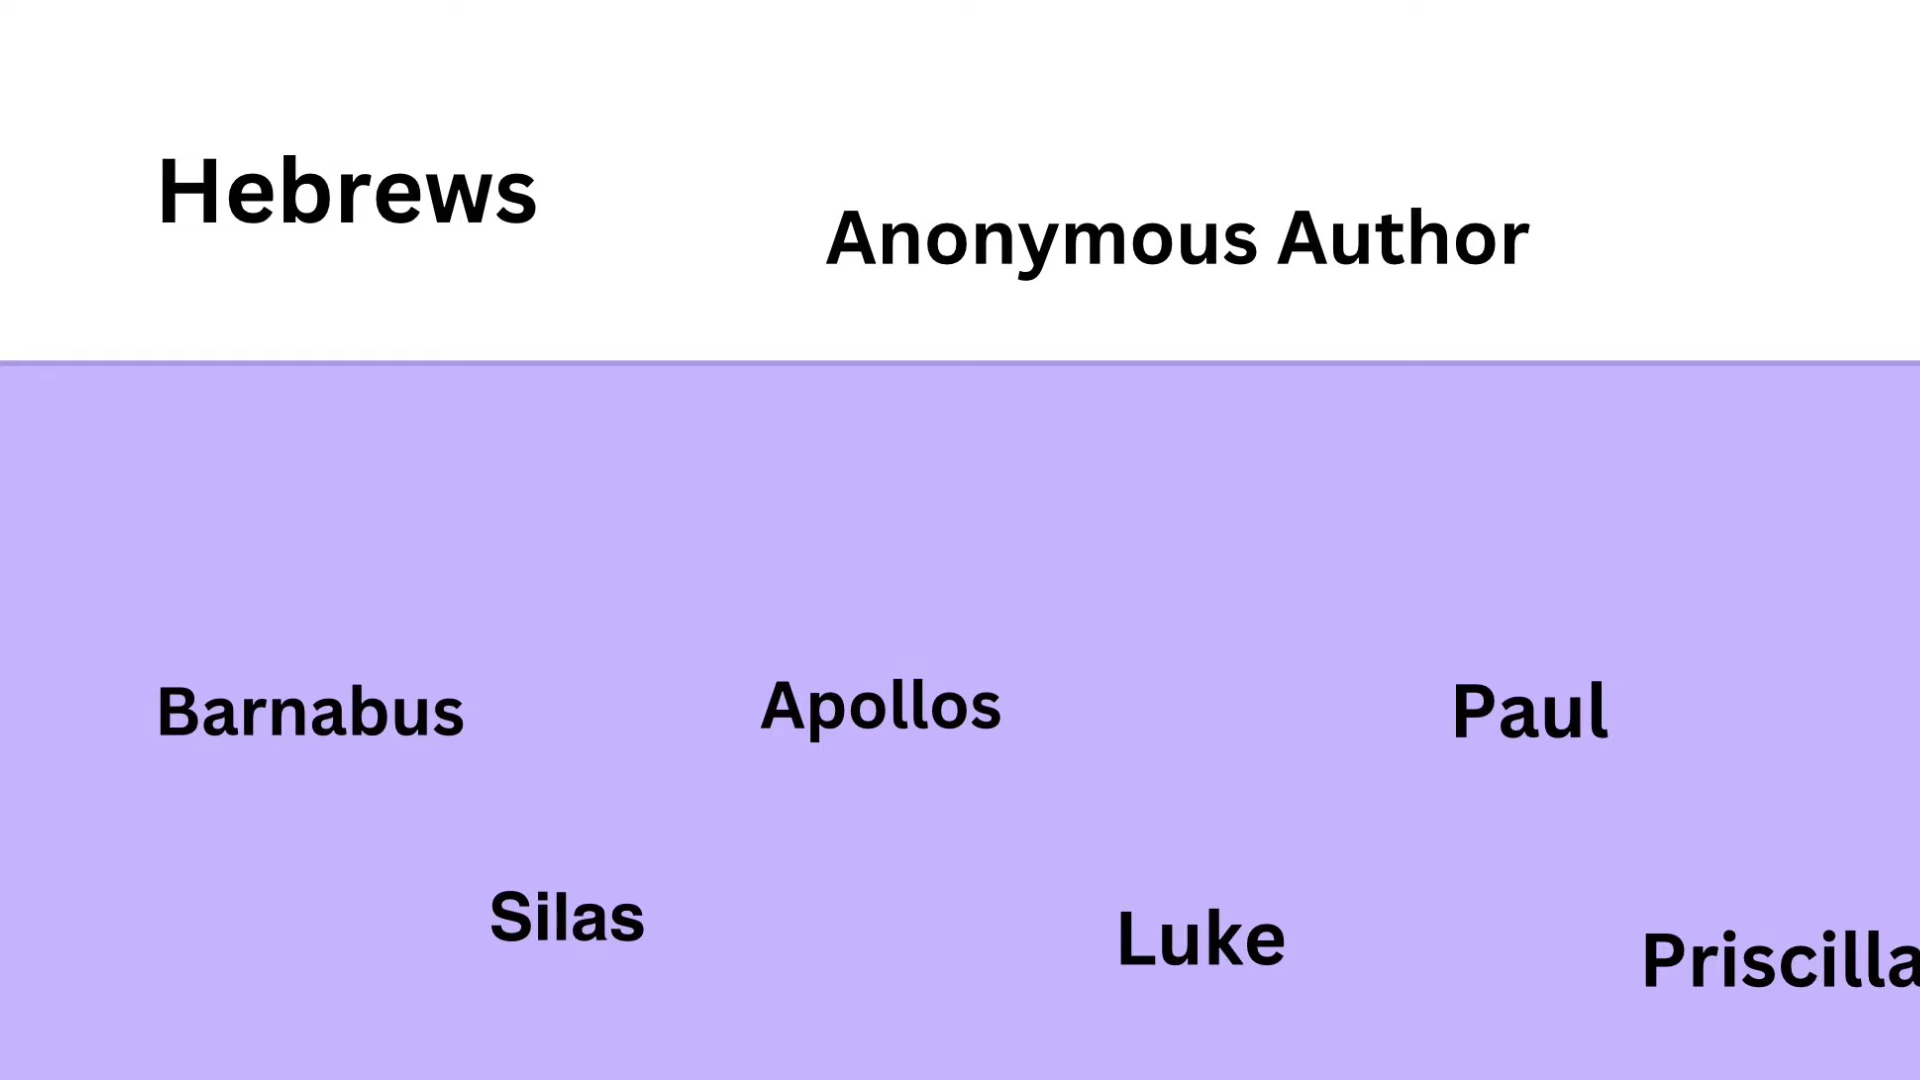 Hebrews
Anonymous Author
Barnabus
Apollos
Paul
Silas
Luke
Priscilla